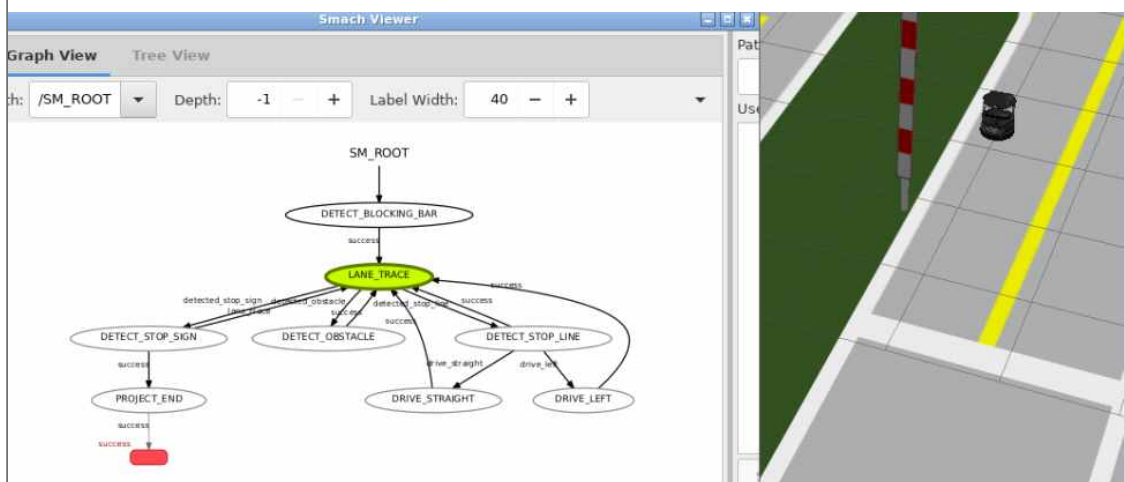 Smach Viewer
Graph View
Tree View
Pat
th:
/SM_ROOT
Depth:
-1
Label Width:
40
Use
SM_ROOT
DETECT_BLOCKING_BAR
success
LANE_TRACE
success
detected_stop_sign
detected_obstacle
detected_stop_line
success
lane_trace
success
success
DETECT_STOP_SIGN
DETECT_OBSTACLE
DETECT_STOP_LINE
success
drive_straight
drive_left
PROJECT_END
DRIVE_STRAIGHT
DRIVE_LEFT
success
success